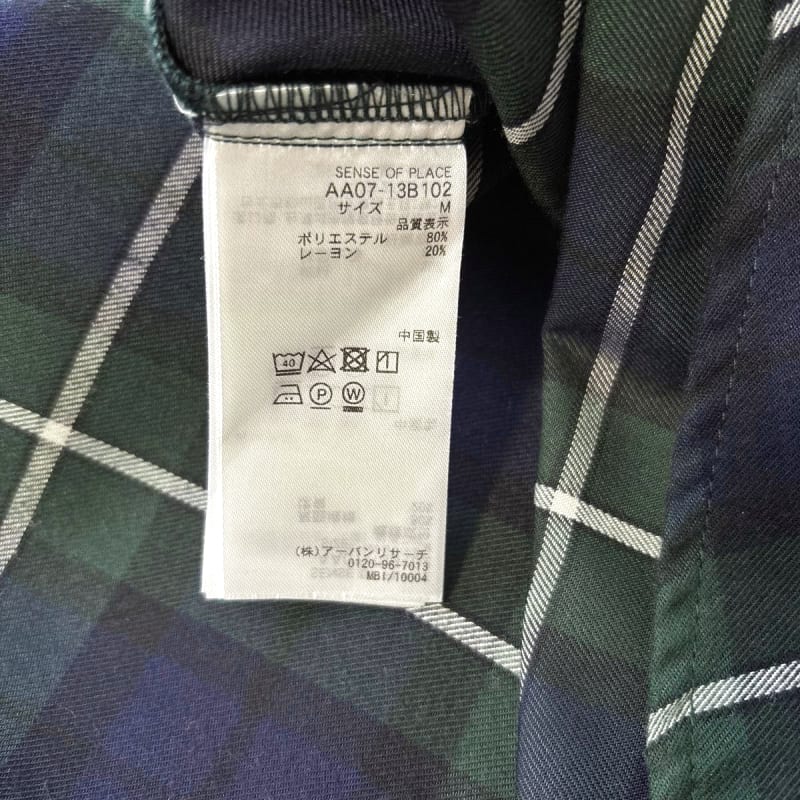 SENSE OF PLACE
AA07-13B102
サイズ M
品質表示
ポリエステル 80%
レーヨン 20%
中国製
40
P W
(株)アーバンリサーチ
0120-96-7013
MBI/10004